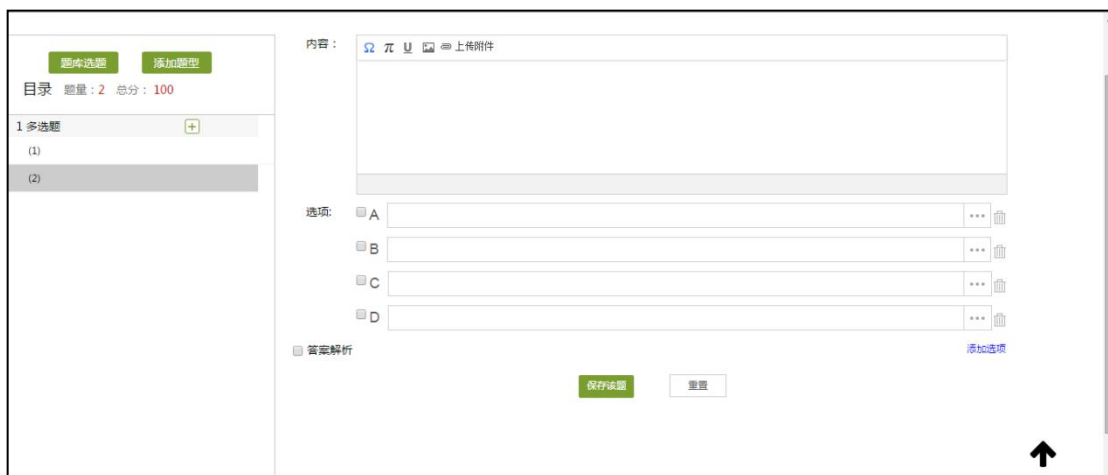 题库选题 添加题型
目录 题量：2 总分：100
1 多选题
(1)
(2)
内容：
Ω π U 上传附件
选项:
A
B
C
D
答案解析
添加选项
保存该题 重置